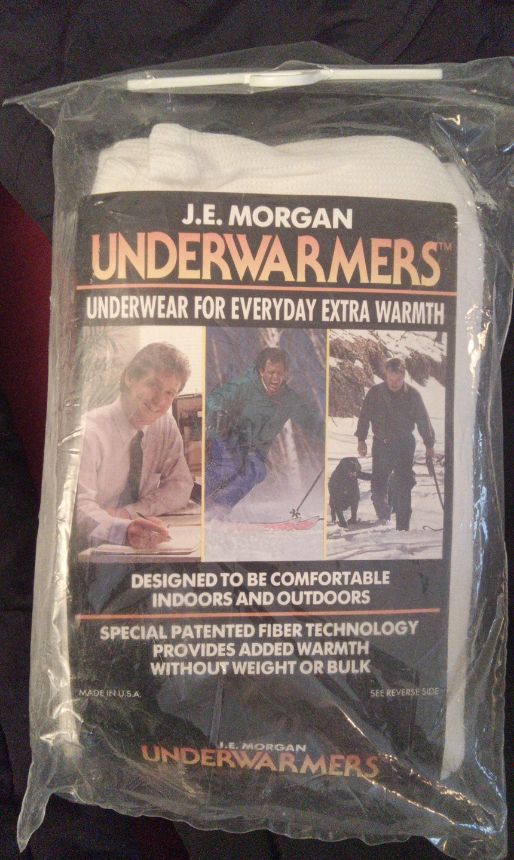 J.E. MORGAN
UNDERWARMERS™
UNDERWEAR FOR EVERYDAY EXTRA WARMTH
DESIGNED TO BE COMFORTABLE
INDOORS AND OUTDOORS
SPECIAL PATENTED FIBER TECHNOLOGY
PROVIDES ADDED WARMTH
WITHOUT WEIGHT OR BULK
MADE IN U.S.A.
SEE REVERSE SIDE
J.E. MORGAN
UNDERWARMERS